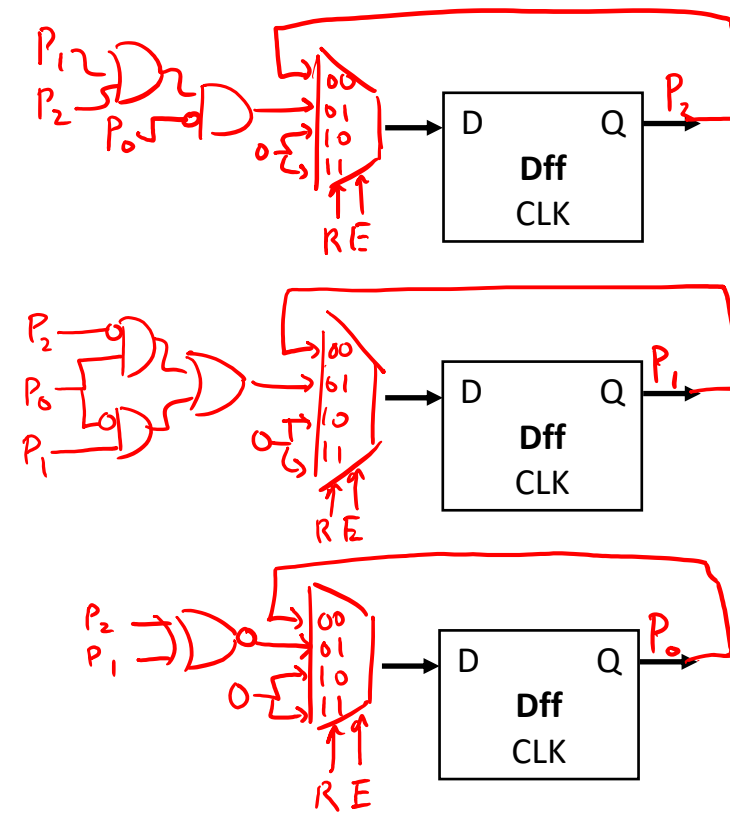 P₁
P₂
P₀
0
00
01
10
11
R E
D Q
Dff
CLK
P₂
P₂
P₀
P₁
0
00
01
10
11
R E
D Q
Dff
CLK
P₁
P₂
P₁
0
00
01
10
11
R E
D Q
Dff
CLK
P₀